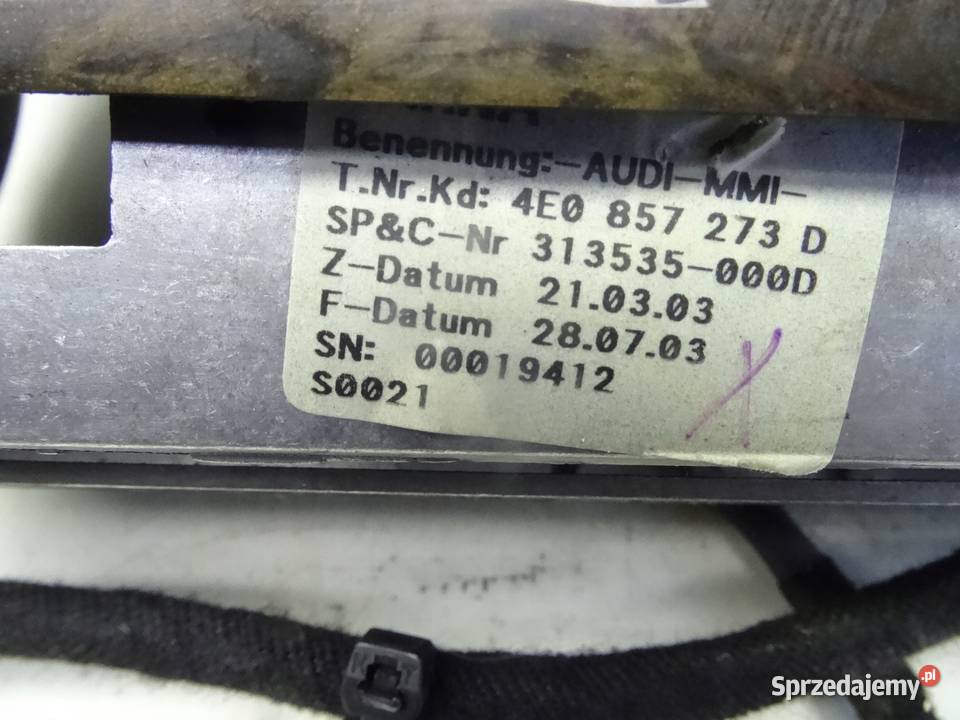 Benennung:-AUDI-MMI-
T.Nr.Kd: 4E0 857 273 D
SP&C-Nr 313535-000D
Z-Datum 21.03.03
F-Datum 28.07.03
SN: 00019412
S0021
Sprzedajemy.pl